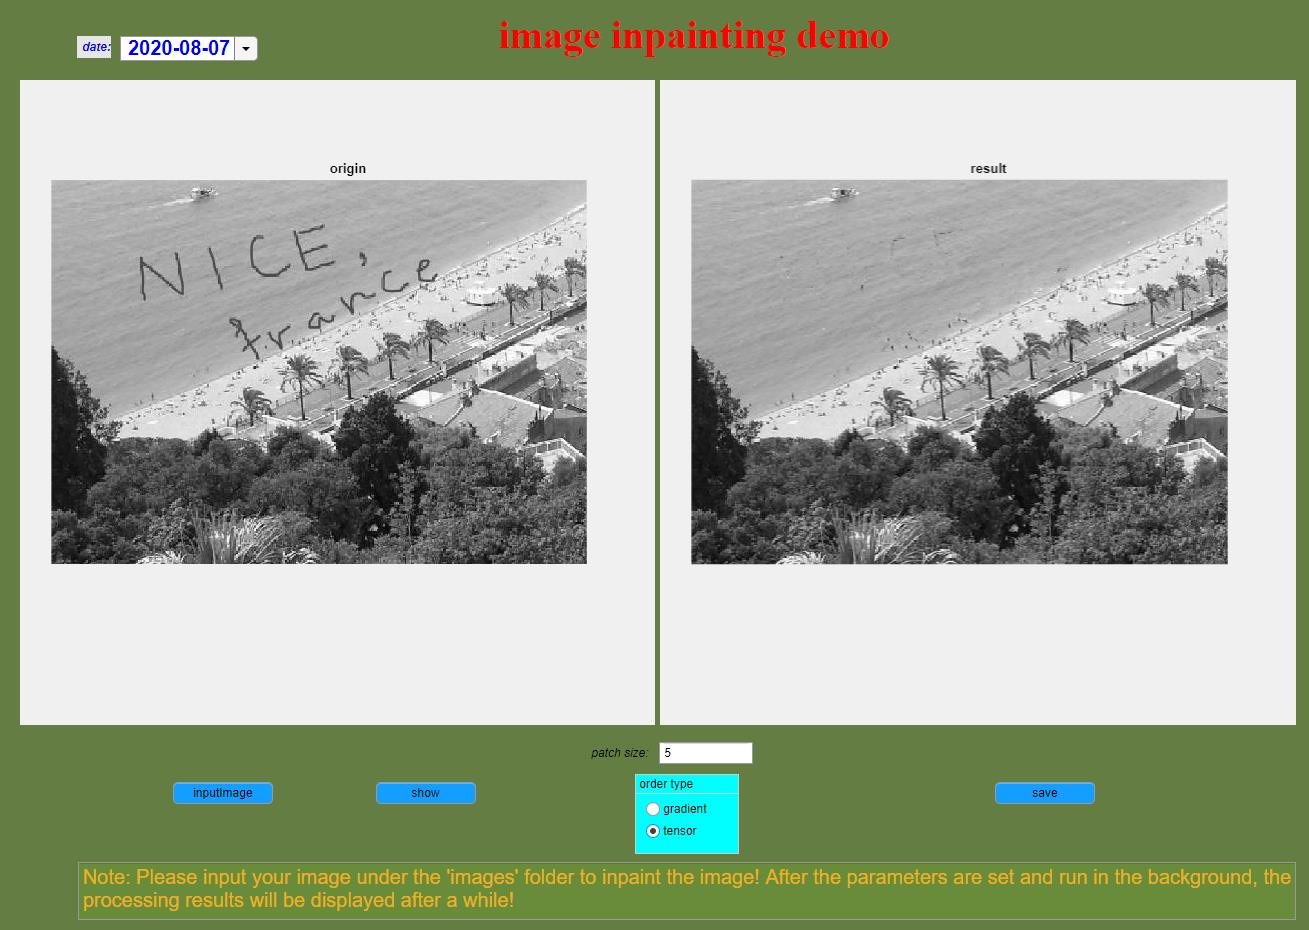 image inpainting demo
date: 2020-08-07
origin
result
NICE,
france
patch size: 5
inputImage
show
order type
gradient
tensor
save
Note: Please input your image under the 'images' folder to inpaint the image! After the parameters are set and run in the background, the
processing results will be displayed after a while!